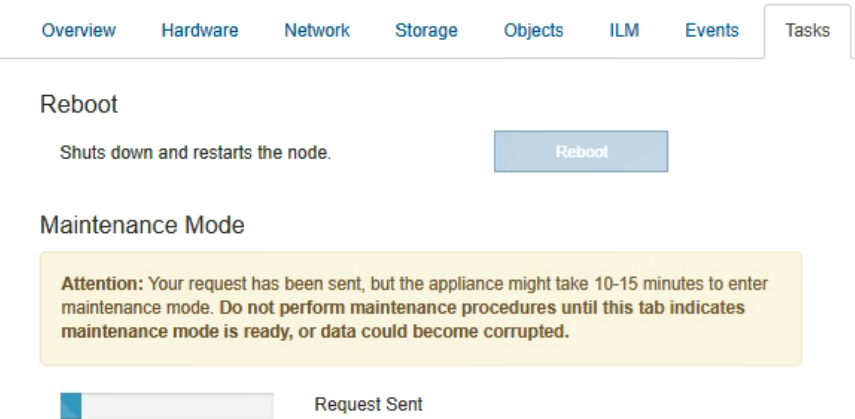 Overview Hardware Network Storage Objects ILM Events Tasks
Reboot
Shuts down and restarts the node. Reboot
Maintenance Mode
Attention: Your request has been sent, but the appliance might take 10-15 minutes to enter
maintenance mode. Do not perform maintenance procedures until this tab indicates
maintenance mode is ready, or data could become corrupted.
Request Sent